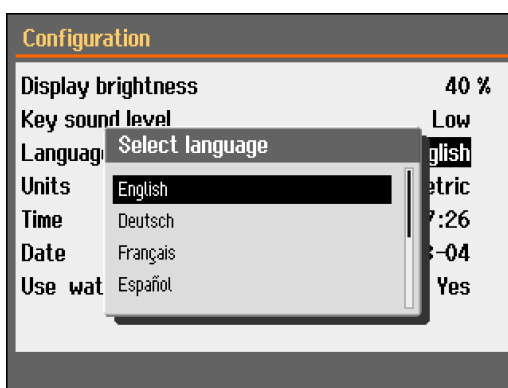 Configuration
Display brightness 40 %
Key sound level Low
Select language
English
Units
Deutsch
Time
Français
Date
Español
Yes